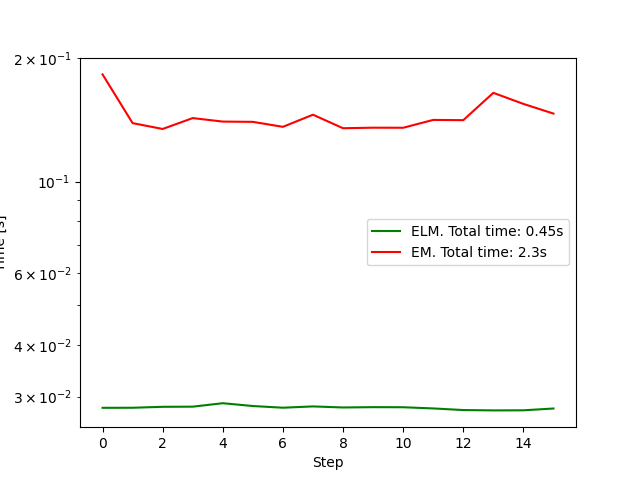 2 × 10⁻¹
10⁻¹
6 × 10⁻²
4 × 10⁻²
3 × 10⁻²
Time [s]
ELM. Total time: 0.45s
EM. Total time: 2.3s
0 2 4 6 8 10 12 14
Step